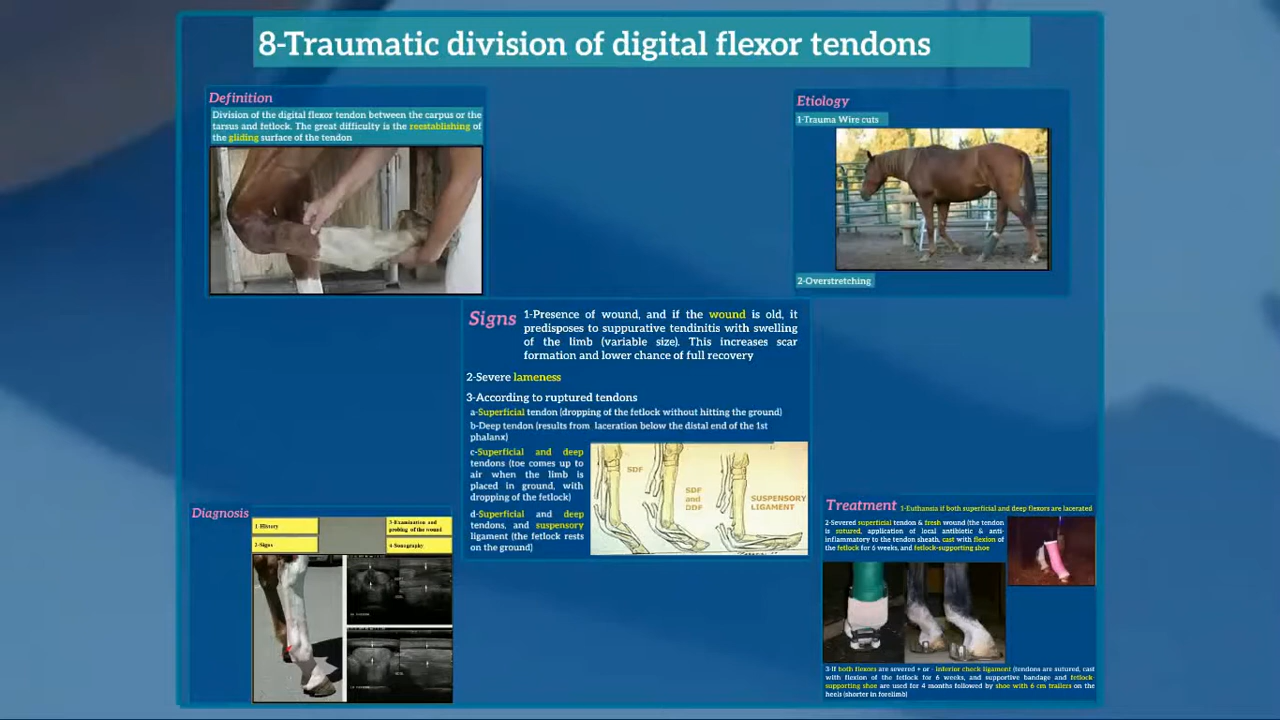 8-Traumatic division of digital flexor tendons
Definition
Division of the digital flexor tendon between the carpus or the
tarsus and fetlock. The great difficulty is the reestablishing of
the gliding surface of the tendon
Etiology
1-Trauma Wire cuts
2-Overstretching
Signs
1-Presence of wound, and if the wound is old, it
predisposes to suppurative tendinitis with swelling
of the limb (variable size). This increases scar
formation and lower chance of full recovery
2-Severe lameness
3-According to ruptured tendons
a-Superficial tendon (dropping of the fetlock without hitting the ground)
b-Deep tendon (results from laceration below the distal end of the 1st
phalanx)
c-Superficial and deep
tendons (toe comes up to
air when the limb is
placed in ground, with
dropping of the fetlock)
d-Superficial and deep
tendons, and suspensory
ligament (the fetlock rests
on the ground)
SDF
SDF
and
DDF
SUSPENSORY
LIGAMENT
Diagnosis
1-History
2-Signs
3-Examination and
probing of the wound
4-Sonography
Treatment 1-Euthansia if both superficial and deep flexors are lacerated
2-Severed superficial tendon & fresh wound (the tendon
is sutured, application of local antibiotic & anti-
inflammatory to the tendon sheath, cast with flexion of
the fetlock for 6 weeks, and fetlock-supporting shoe
3-If both flexors are severed + or - inferior check ligament (tendons are sutured, cast
with flexion of the fetlock for 6 weeks, and supportive bandage and fetlock-
supporting shoe are used for 4 months followed by shoe with 6 cm trailers on the
heels (shorter in forelimb)